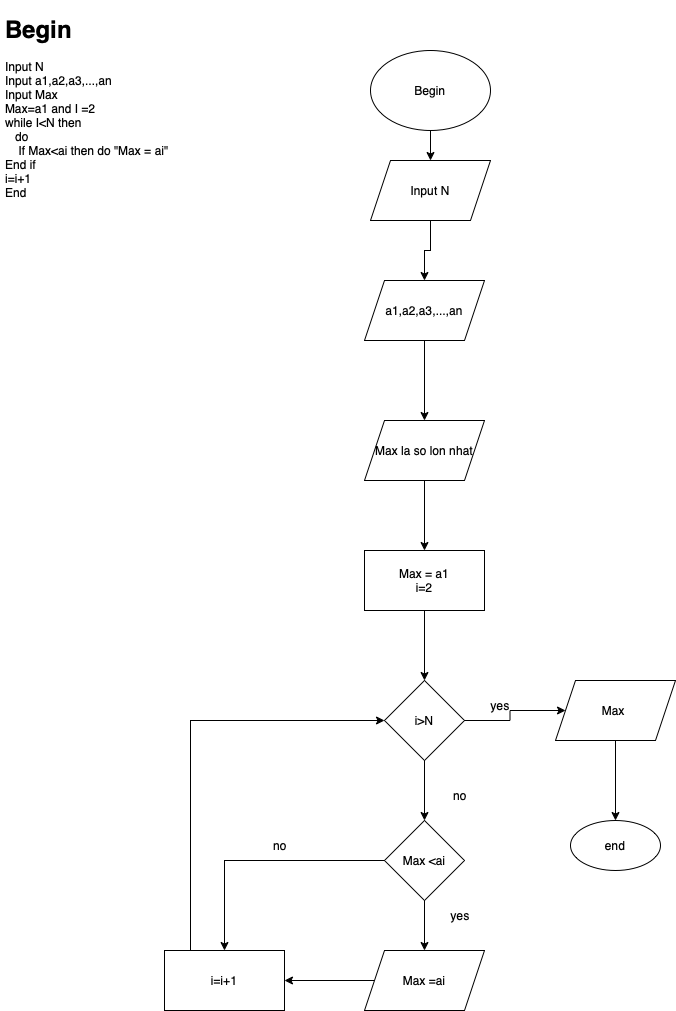 Begin
Input N
Input a1,a2,a3,...,an
Input Max
Max=a1 and I =2
while I<N then
do
If Max<ai then do "Max = ai"
End if
i=i+1
End
Begin
Input N
a1,a2,a3,...,an
Max la so lon nhat
Max = a1
i=2
i>N
yes
Max
no
end
Max <ai
no
yes
i=i+1
Max =ai